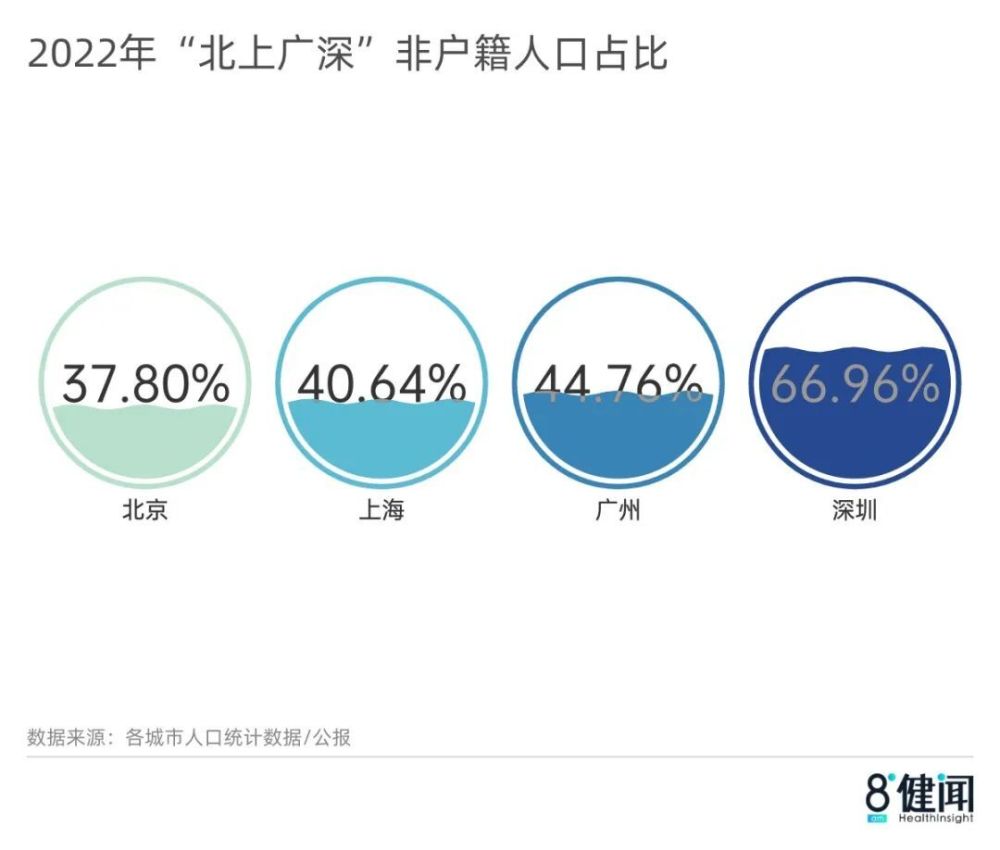 2022年“北上广深”非户籍人口占比
37.80%
40.64%
44.76%
66.96%
北京
上海
广州
深圳
数据来源：各城市人口统计数据/公报
8°健闻
am HealthInsight